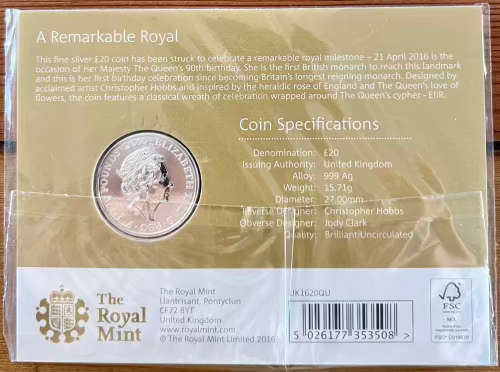 A Remarkable Royal
This fine silver £20 coin has been struck to celebrate a remarkable royal milestone – 21 April 2016 is the
occasion of Her Majesty The Queen's 90th birthday. She is the first British monarch to reach this landmark
and this is her first birthday celebration since becoming Britain's longest reigning monarch. Designed by
acclaimed artist Christopher Hobbs and inspired by the heraldic rose of England and The Queen's love of
flowers, the coin features a classical wreath of celebration wrapped around The Queen's cypher - EIIR.
Coin Specifications
Denomination: £20
Issuing Authority: United Kingdom
Alloy: 999 Ag
Weight: 15.71g
Diameter: 27.00mm
Reverse Designer: Christopher Hobbs
Obverse Designer: Jody Clark
Quality: Brilliant Uncirculated
POUNDS ELIZABETH
The
Royal
Mint
The Royal Mint
Llantrisant, Pontyclun
CF72 8YT
United Kingdom
www.royalmint.com
© The Royal Mint Limited 2016
UK1620QU
5 026177 353508 >
FSC
MIX